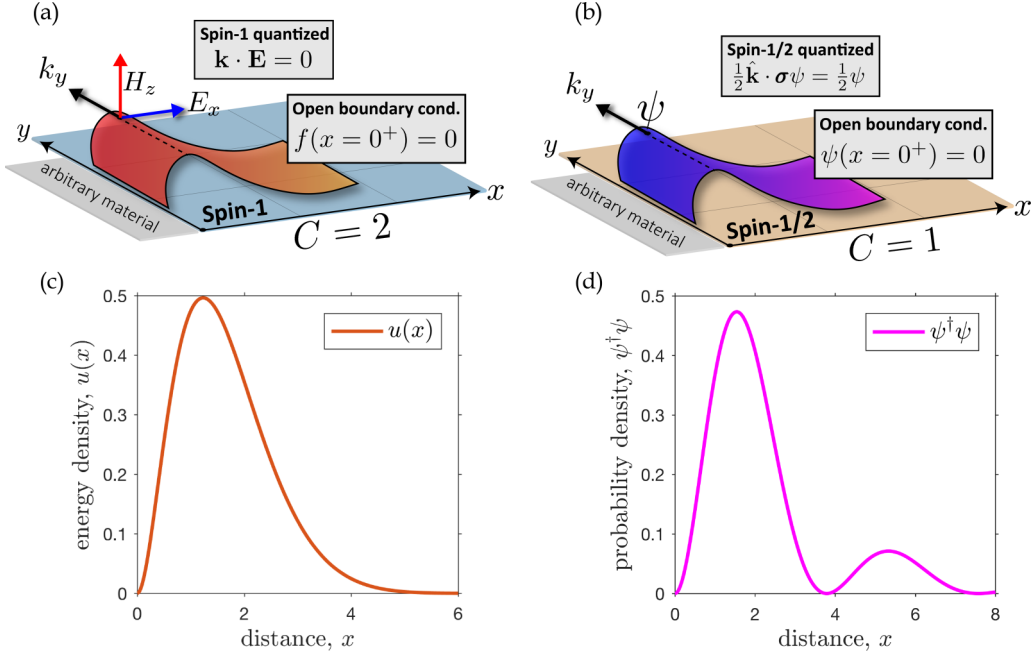 (a)
Spin-1 quantized
k · E = 0
k_y
H_z
E_x
Open boundary cond.
f(x = 0⁺) = 0
y
arbitrary material
Spin-1
C = 2
x
(b)
Spin-1/2 quantized
½k̂ · σψ = ½ψ
k_y
ψ
Open boundary cond.
ψ(x = 0⁺) = 0
y
arbitrary material
Spin-1/2
C = 1
x
(c)
0.5
0.4
0.3
0.2
0.1
0
0 2 4 6
energy density, u(x)
distance, x
u(x)
(d)
0.5
0.4
0.3
0.2
0.1
0
0 2 4 6 8
probability density, ψ†ψ
distance, x
ψ†ψ